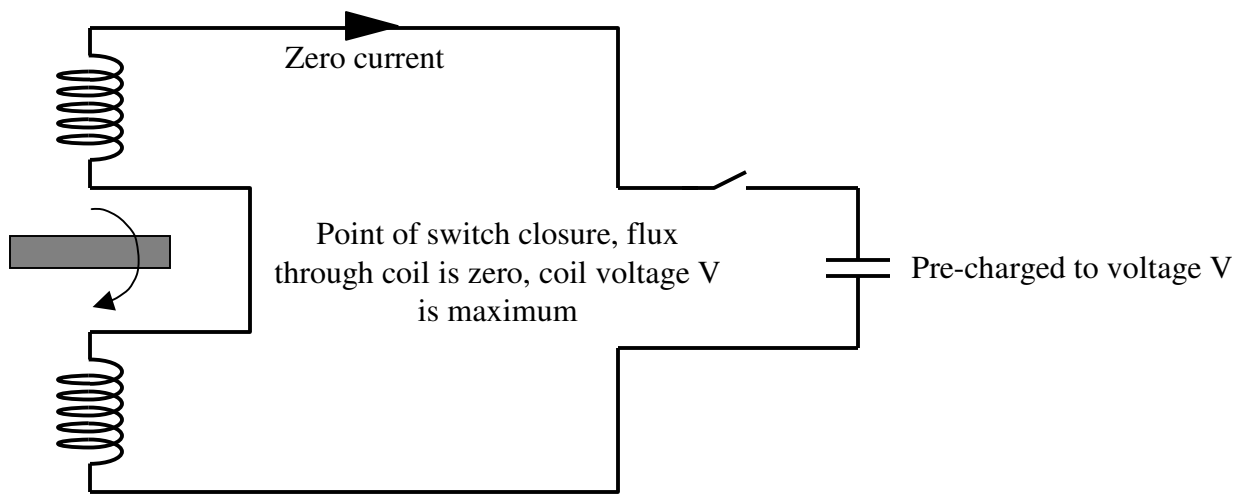 Zero current
Point of switch closure, flux
through coil is zero, coil voltage V
is maximum
Pre-charged to voltage V